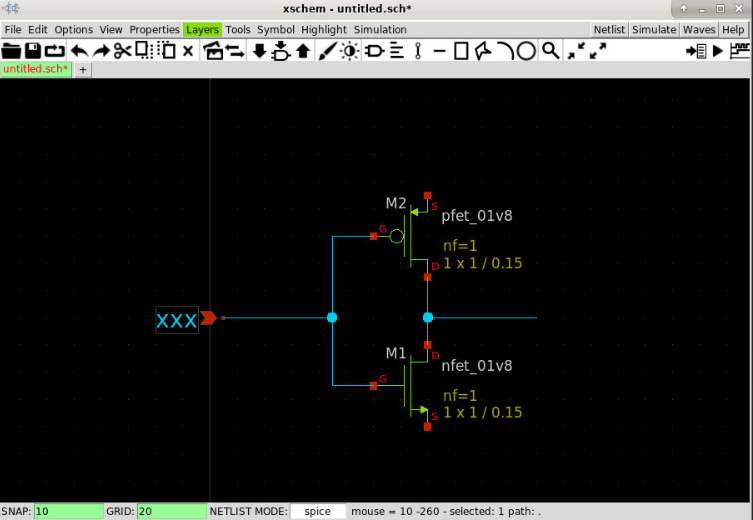 xschem - untitled.sch*
File Edit Options View Properties Layers Tools Symbol Highlight Simulation Netlist Simulate Waves Help
untitled.sch* +
M2
S
pfet_01v8
G
nf=1
D
1 x 1 / 0.15
xxx
M1
D
nfet_01v8
G
nf=1
S
1 x 1 / 0.15
SNAP: 10 GRID: 20 NETLIST MODE: spice mouse = 10 -260 - selected: 1 path: .